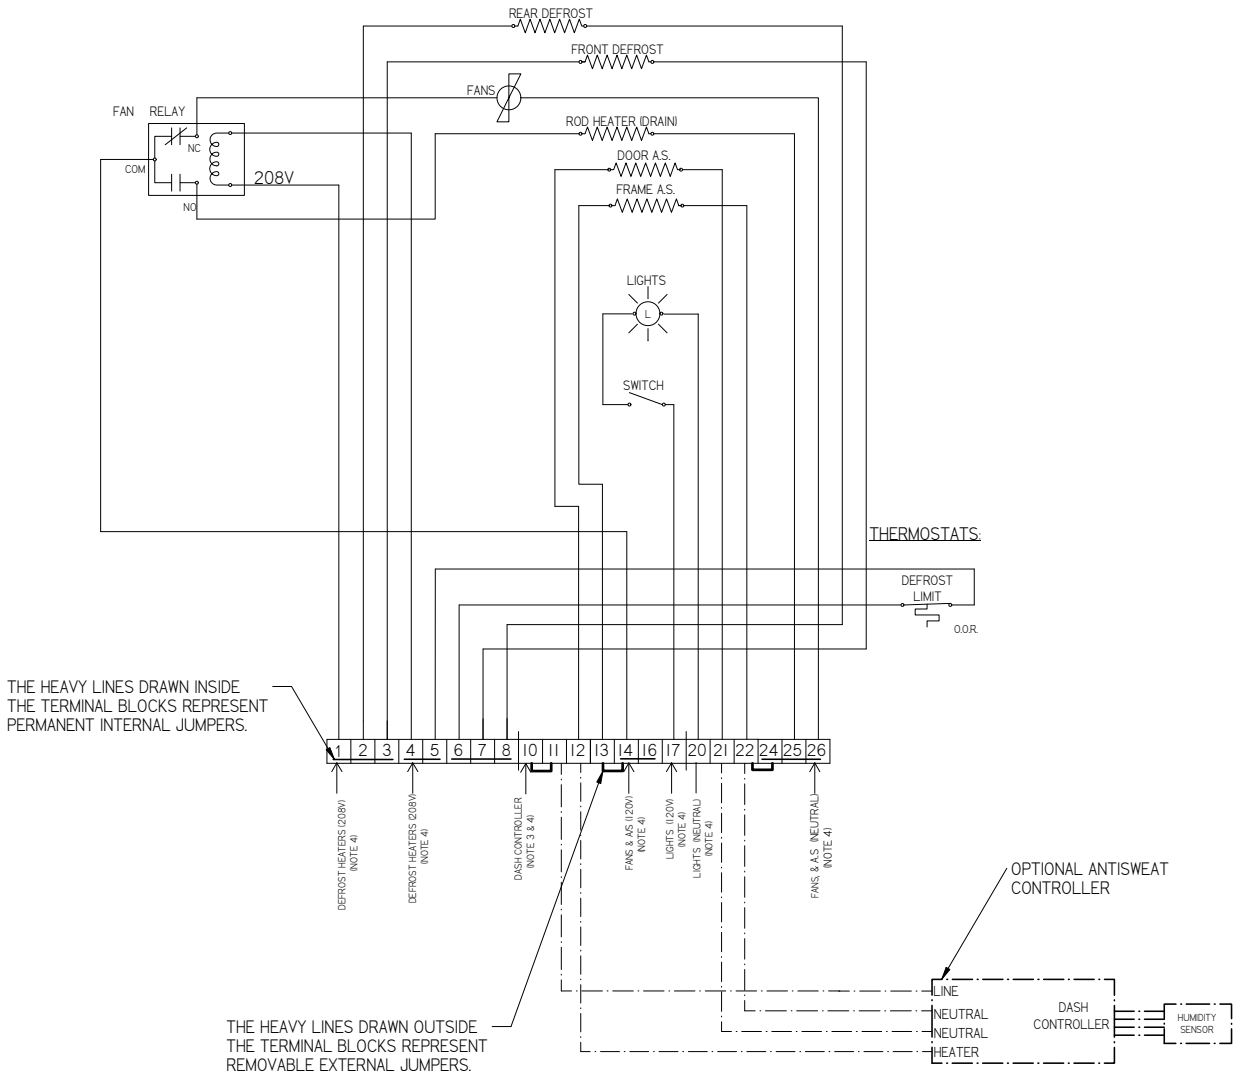 REAR DEFROST
FRONT DEFROST
FANS
FAN RELAY
ROD HEATER (DRAIN)
NC
COM
DOOR A.S.
208V
FRAME A.S.
NO
LIGHTS
L
SWITCH
THERMOSTATS:
DEFROST
LIMIT
O.O.R.
THE HEAVY LINES DRAWN INSIDE
THE TERMINAL BLOCKS REPRESENT
PERMANENT INTERNAL JUMPERS.
1 2 3 4 5 6 7 8 10 11 12 13 14 16 17 20 21 22 24 25 26
DEFROST HEATERS (208V)
(NOTE 4)
DEFROST HEATERS (208V)
(NOTE 4)
DASH CONTROLLER
(NOTE 3 & 4)
FANS & A/S (120V)
(NOTE 4)
LIGHTS (120V)
(NOTE 4)
LIGHTS (NEUTRAL)
(NOTE 4)
FANS, & A.S (NEUTRAL)
(NOTE 4)
OPTIONAL ANTISWEAT
CONTROLLER
LINE
NEUTRAL
NEUTRAL
HEATER
DASH
CONTROLLER
HUMIDITY
SENSOR
THE HEAVY LINES DRAWN OUTSIDE
THE TERMINAL BLOCKS REPRESENT
REMOVABLE EXTERNAL JUMPERS.